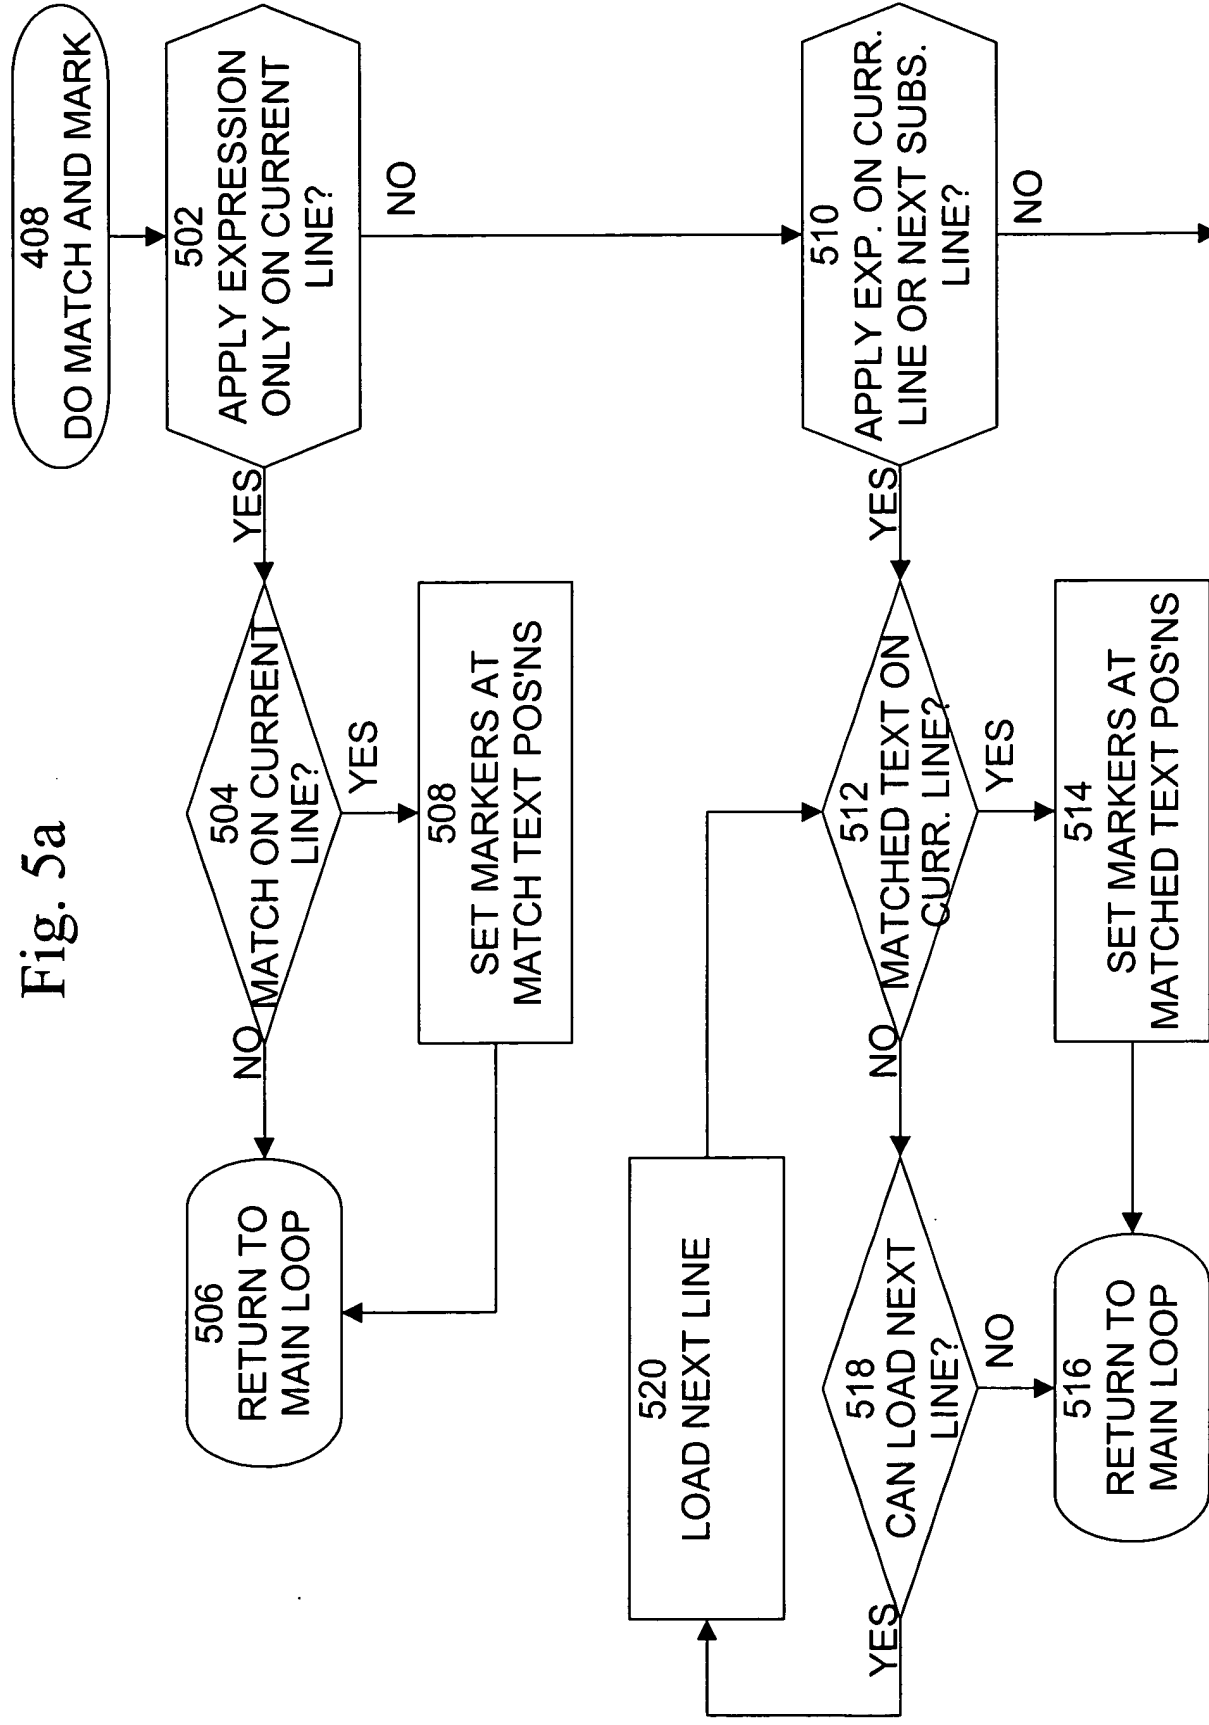 Fig. 5a
408
DO MATCH AND MARK
502
APPLY EXPRESSION
ONLY ON CURRENT
LINE?
YES
NO
504
MATCH ON CURRENT
LINE?
NO
YES
506
RETURN TO
MAIN LOOP
508
SET MARKERS AT
MATCH TEXT POS'NS
510
APPLY EXP. ON CURR.
LINE OR NEXT SUBS.
LINE?
YES
NO
512
MATCHED TEXT ON
CURR. LINE?
NO
YES
514
SET MARKERS AT
MATCHED TEXT POS'NS
518
CAN LOAD NEXT
LINE?
YES
NO
516
RETURN TO
MAIN LOOP
520
LOAD NEXT LINE